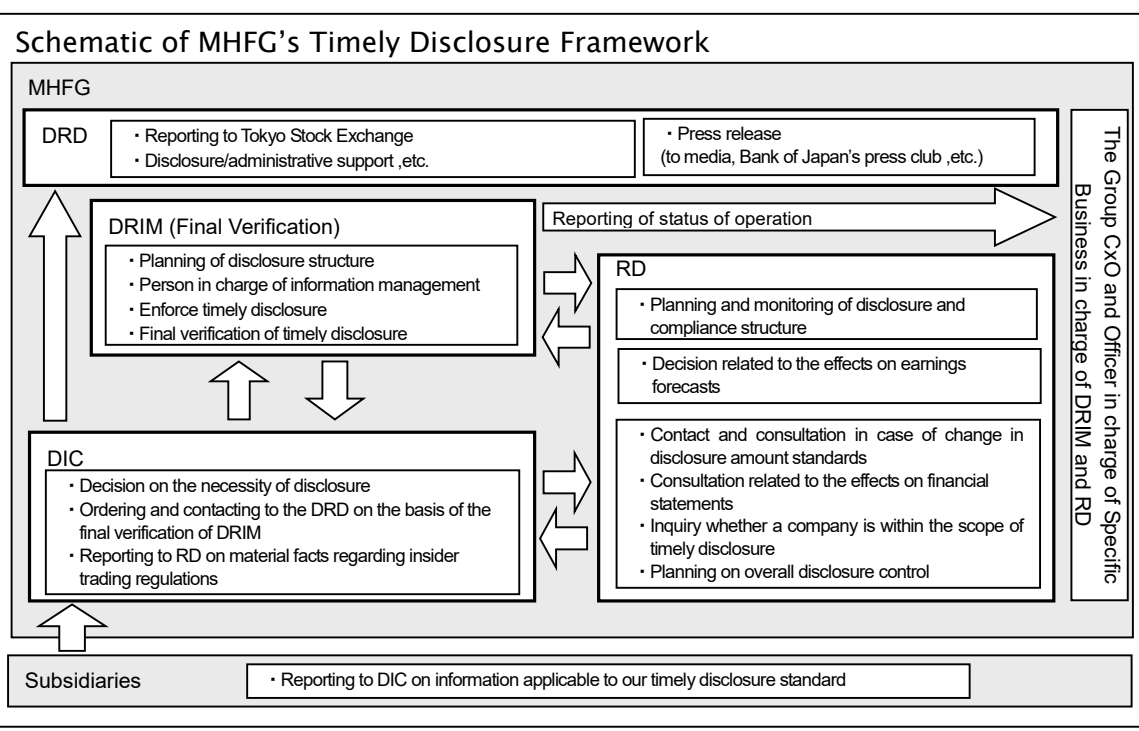 Schematic of MHFG's Timely Disclosure Framework
MHFG
DRD
・Reporting to Tokyo Stock Exchange
・Disclosure/administrative support ,etc.
・Press release
(to media, Bank of Japan's press club ,etc.)
The Group CxO and Officer in charge of Specific
Business in charge of DRIM and RD
Reporting of status of operation
DRIM (Final Verification)
・Planning of disclosure structure
・Person in charge of information management
・Enforce timely disclosure
・Final verification of timely disclosure
RD
・Planning and monitoring of disclosure and
compliance structure
・Decision related to the effects on earnings
forecasts
・Contact and consultation in case of change in
disclosure amount standards
・Consultation related to the effects on financial
statements
・Inquiry whether a company is within the scope of
timely disclosure
・Planning on overall disclosure control
DIC
・Decision on the necessity of disclosure
・Ordering and contacting to the DRD on the basis of the
final verification of DRIM
・Reporting to RD on material facts regarding insider
trading regulations
Subsidiaries
・Reporting to DIC on information applicable to our timely disclosure standard